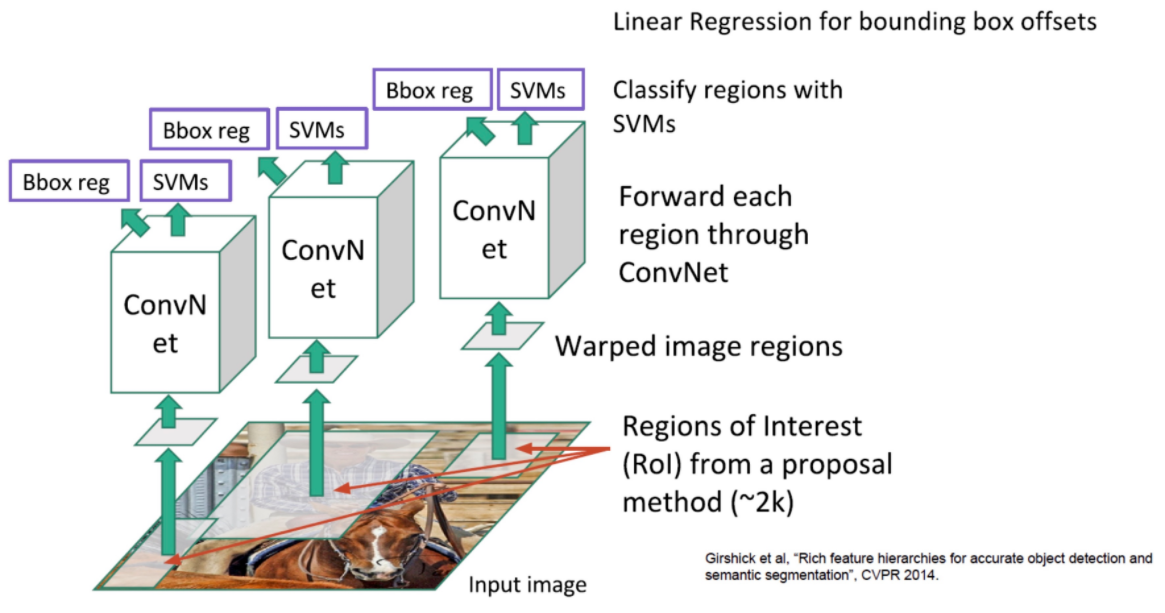 Linear Regression for bounding box offsets
Bbox reg
SVMs
Classify regions with
SVMs
Bbox reg
SVMs
Bbox reg
SVMs
ConvN
et
Forward each
region through
ConvNet
ConvN
et
ConvN
et
Warped image regions
Regions of Interest
(RoI) from a proposal
method (~2k)
Input image
Girshick et al, “Rich feature hierarchies for accurate object detection and
semantic segmentation”, CVPR 2014.